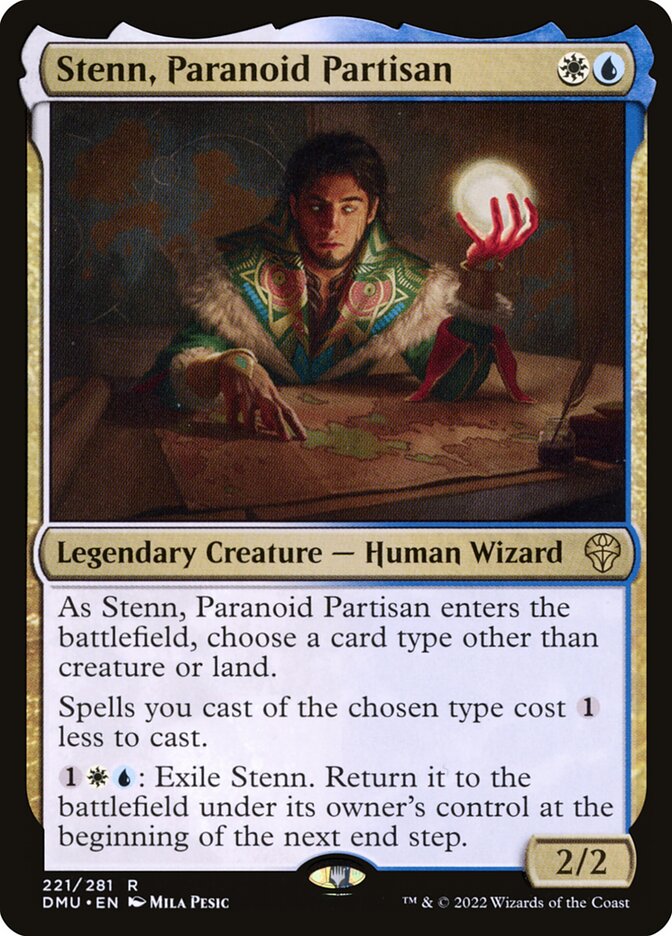 Stenn, Paranoid Partisan
Legendary Creature — Human Wizard
As Stenn, Paranoid Partisan enters the
battlefield, choose a card type other than
creature or land.
Spells you cast of the chosen type cost 1
less to cast.
1: Exile Stenn. Return it to the
battlefield under its owner's control at the
beginning of the next end step.
2/2
221/281 R
DMU • EN Mila Pesic
™ & © 2022 Wizards of the Coast